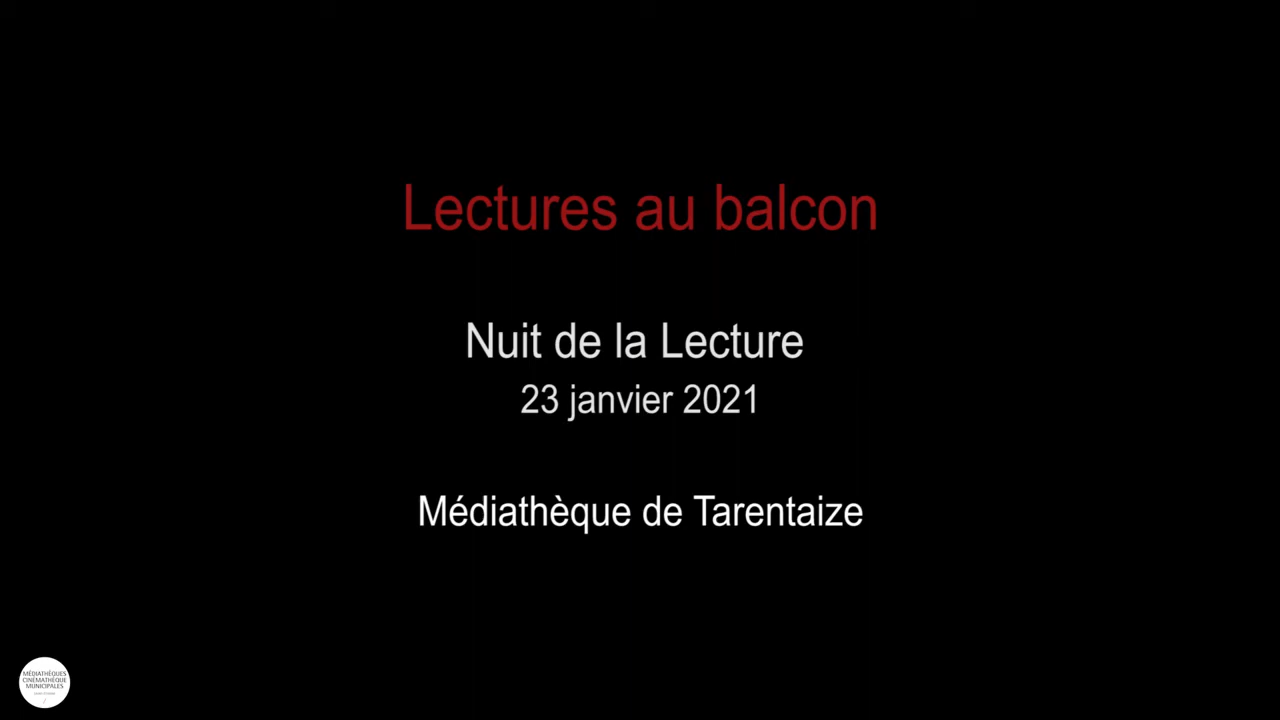 Lectures au balcon
Nuit de la Lecture
23 janvier 2021
Médiathèque de Tarentaize
MÉDIATHÈQUES
CINÉMATHÈQUE
MUNICIPALES